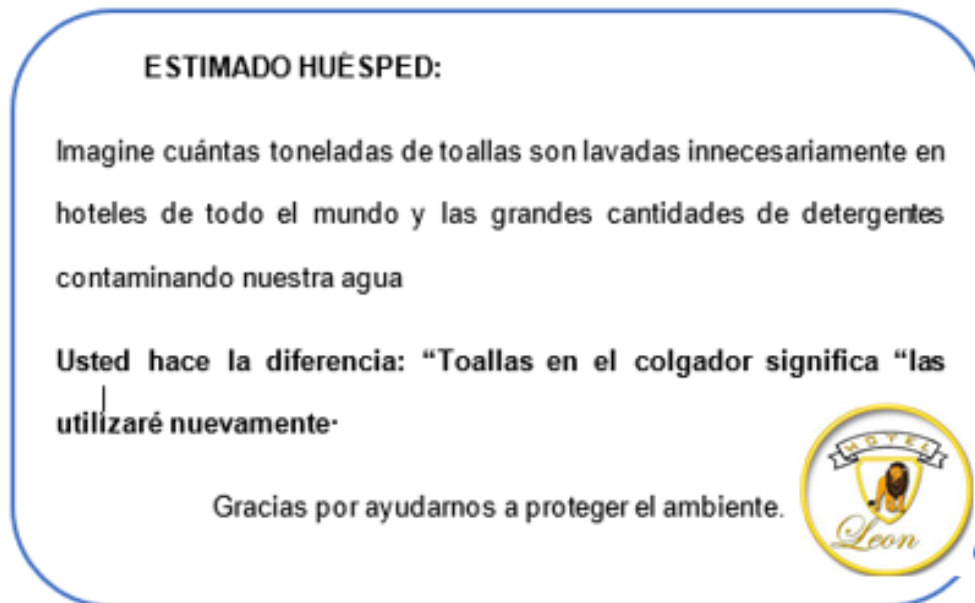 ESTIMADO HUÈSPED:
Imagine cuántas toneladas de toallas son lavadas innecesariamente en
hoteles de todo el mundo y las grandes cantidades de detergentes
contaminando nuestra agua
Usted hace la diferencia: “Toallas en el colgador significa “las
utilizaré nuevamente·
Gracias por ayudarnos a proteger el ambiente.
HOTEL
Leon